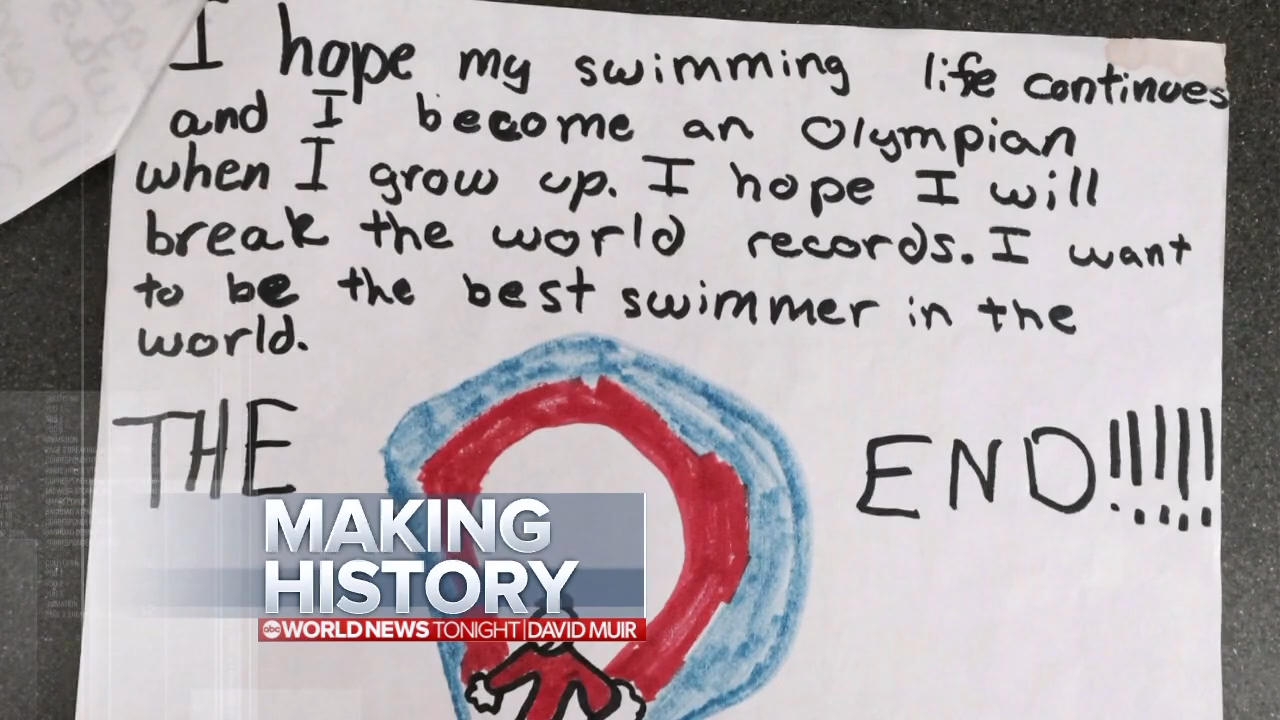 I hope my swimming life continues
and I become an Olympian
when I grow up. I hope I will
break the world records. I want
to be the best swimmer in the
world.
THE END!!!!!
MAKING
HISTORY
abc WORLD NEWS TONIGHT | DAVID MUIR